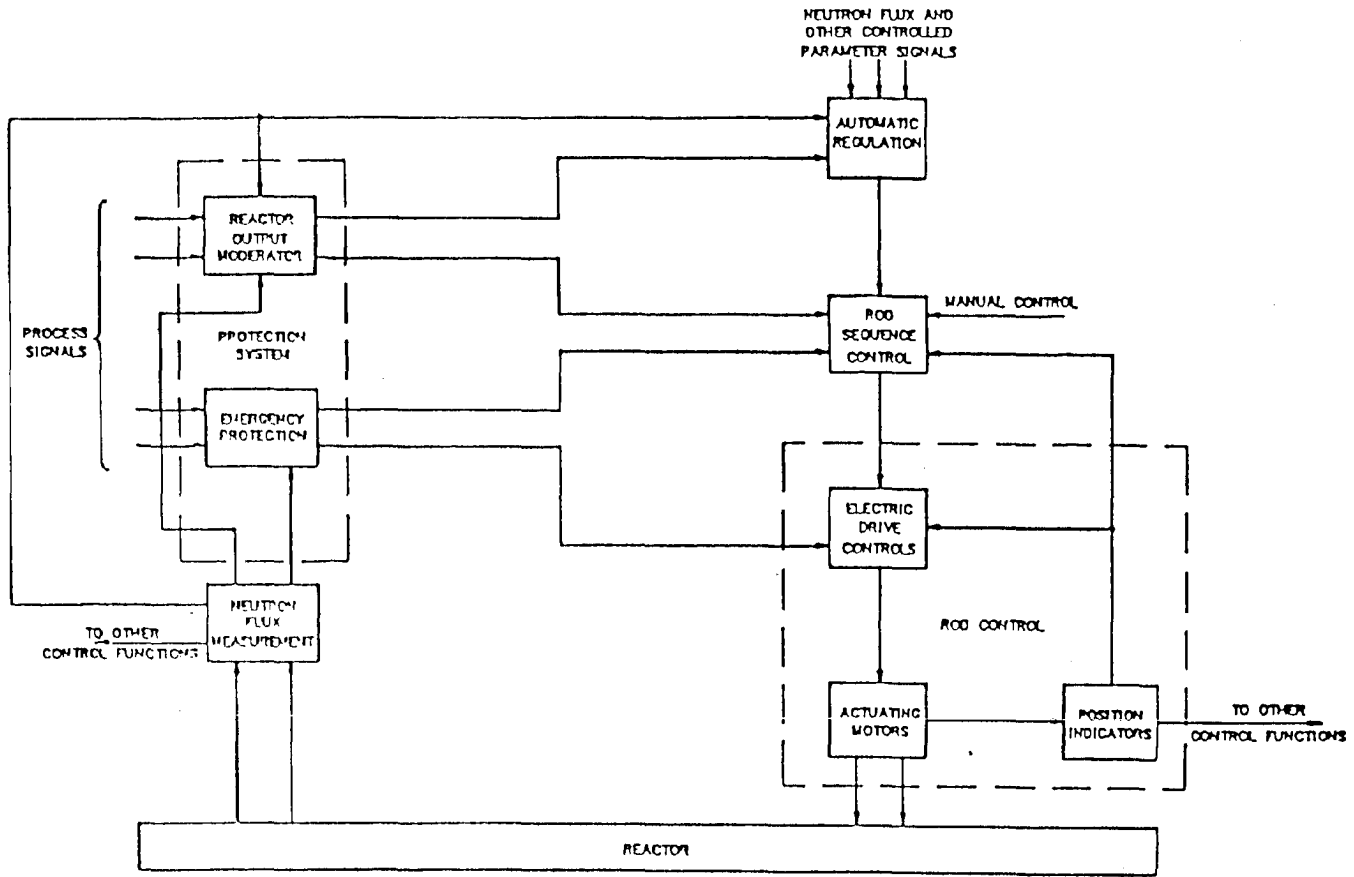 NEUTRON FLUX AND
OTHER CONTROLLED
PARAMETER SIGNALS
AUTOMATIC
REGULATION
REACTOR
OUTPUT
MODERATOR
PROCESS
SIGNALS
PROTECTION
SYSTEM
ROD
SEQUENCE
CONTROL
MANUAL CONTROL
EMERGENCY
PROTECTION
ELECTRIC
DRIVE
CONTROLS
NEUTRON
FLUX
MEASUREMENT
TO OTHER
CONTROL FUNCTIONS
ROD CONTROL
ACTUATING
MOTORS
POSITION
INDICATORS
TO OTHER
CONTROL FUNCTIONS
REACTOR